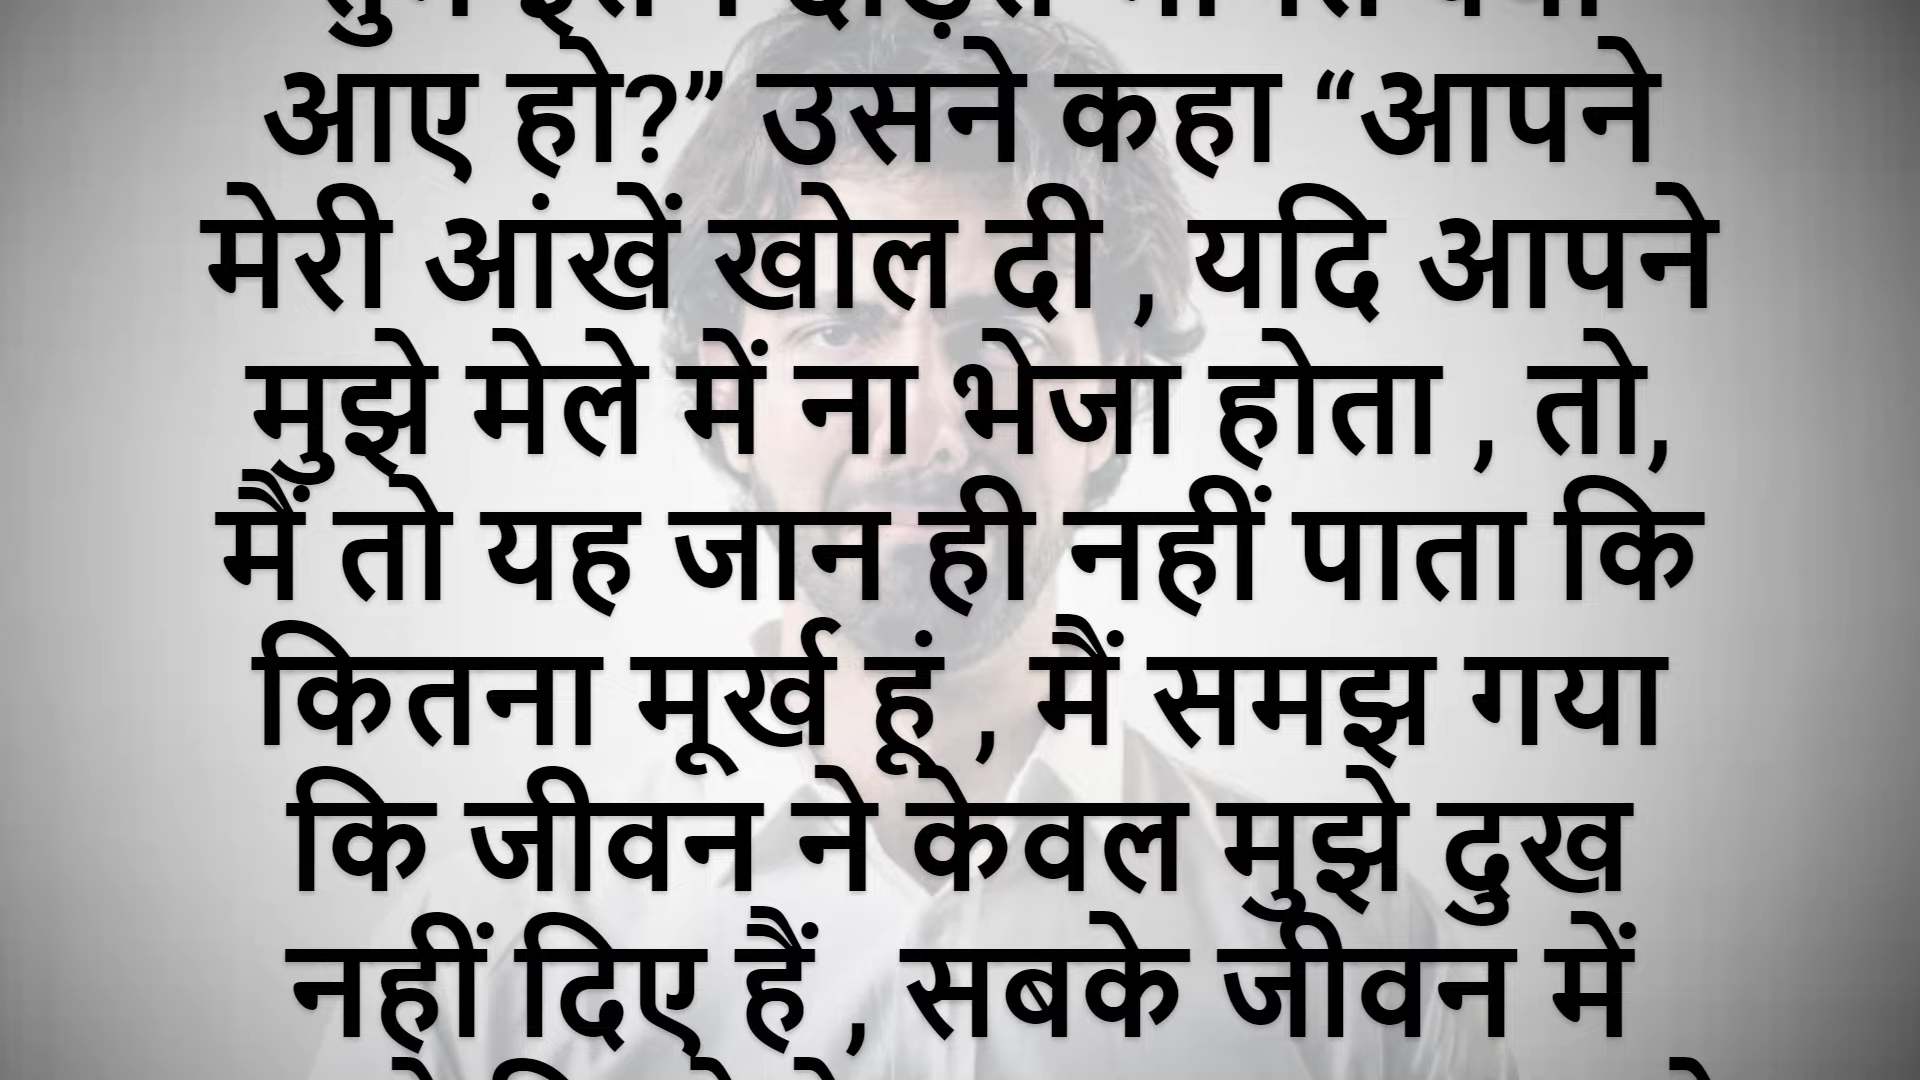 आए हो?” उसने कहा “आपने
मेरी आंखें खोल दी , यदि आपने
मुझे मेले में ना भेजा होता , तो,
मैं तो यह जान ही नहीं पाता कि
कितना मूर्ख हूं , मैं समझ गया
कि जीवन ने केवल मुझे दुख
नहीं दिए हैं , सबके जीवन में